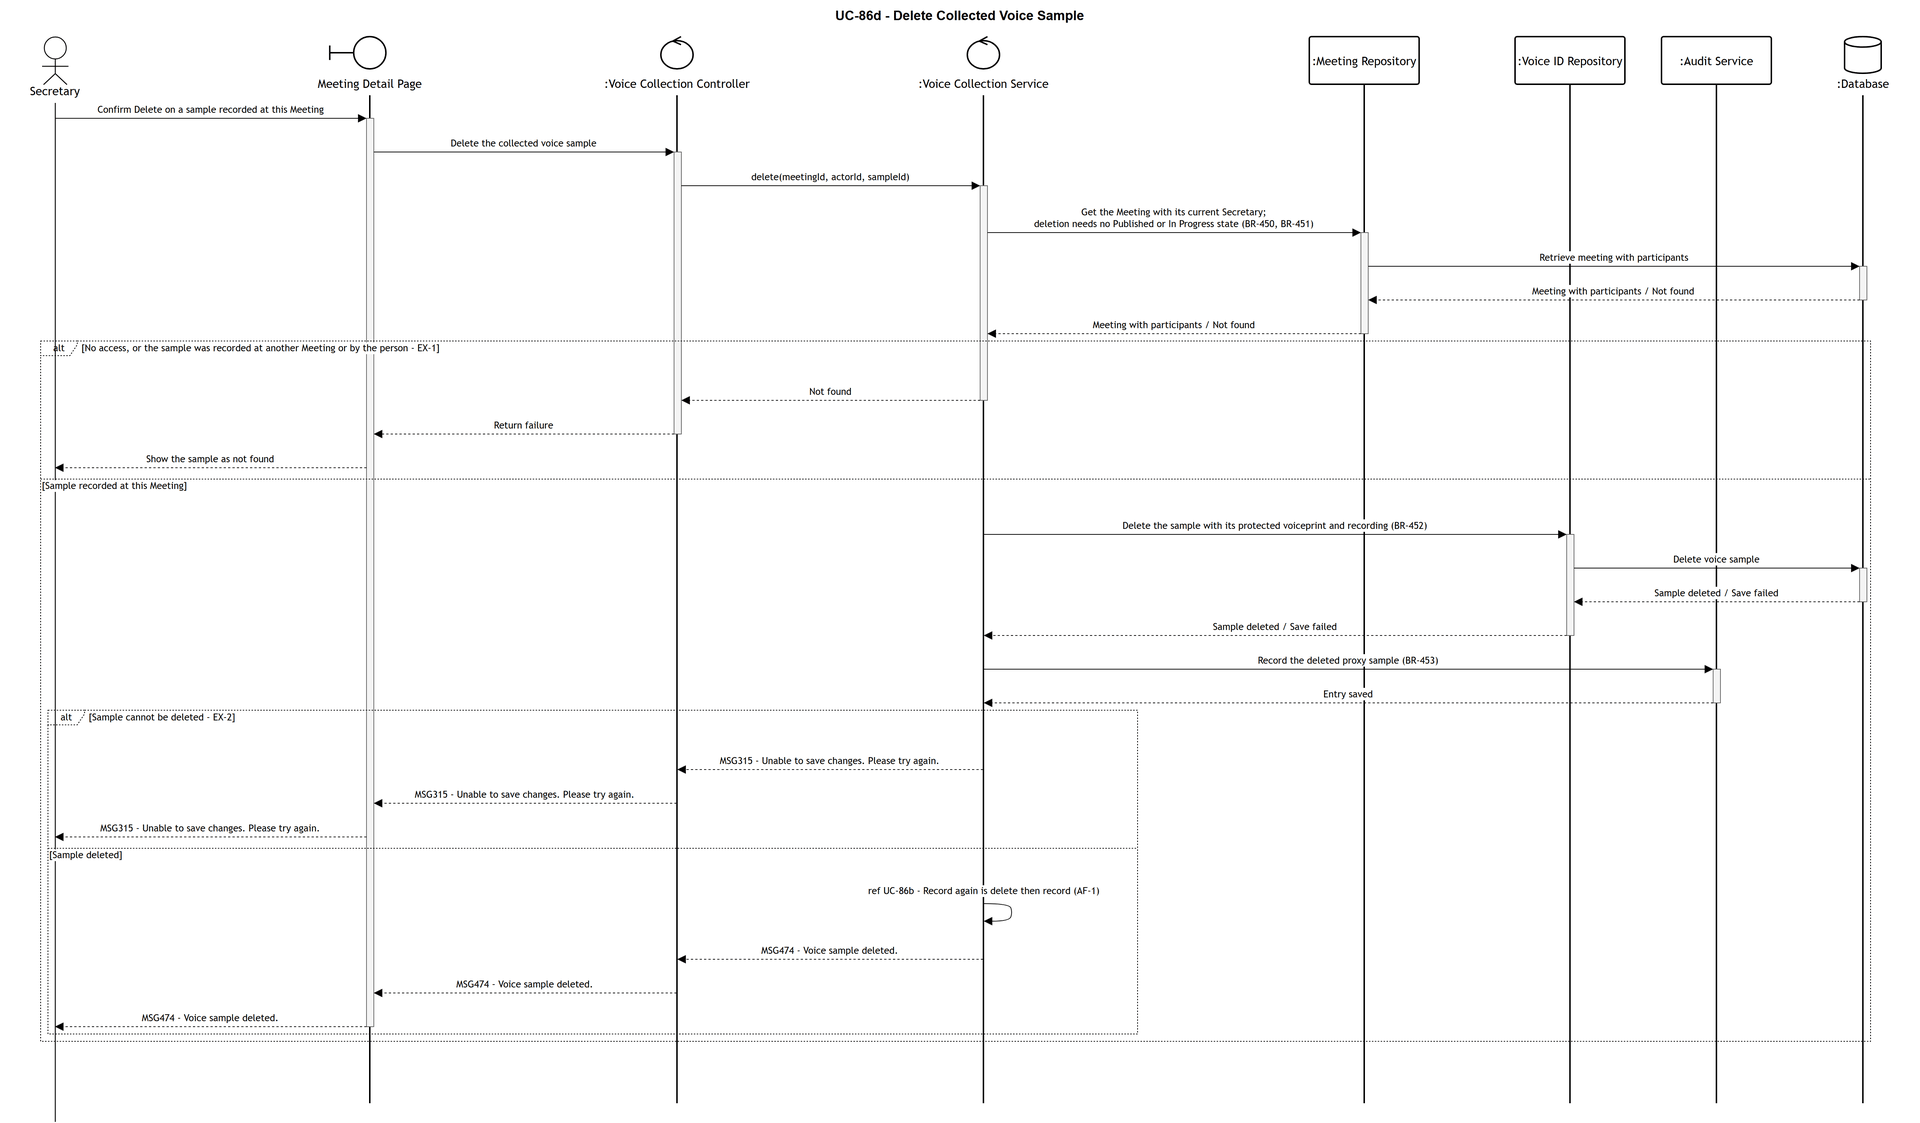 UC-86d - Delete Collected Voice Sample
Secretary
Meeting Detail Page
:Voice Collection Controller
:Voice Collection Service
:Meeting Repository
:Voice ID Repository
:Audit Service
:Database
Confirm Delete on a sample recorded at this Meeting
Delete the collected voice sample
delete(meetingId, actorId, sampleId)
Get the Meeting with its current Secretary;
deletion needs no Published or In Progress state (BR-450, BR-451)
Retrieve meeting with participants
Meeting with participants / Not found
Meeting with participants / Not found
alt [No access, or the sample was recorded at another Meeting or by the person - EX-1]
Not found
Return failure
Show the sample as not found
[Sample recorded at this Meeting]
Delete the sample with its protected voiceprint and recording (BR-452)
Delete voice sample
Sample deleted / Save failed
Sample deleted / Save failed
Record the deleted proxy sample (BR-453)
Entry saved
alt [Sample cannot be deleted - EX-2]
MSG315 - Unable to save changes. Please try again.
MSG315 - Unable to save changes. Please try again.
MSG315 - Unable to save changes. Please try again.
[Sample deleted]
ref UC-86b - Record again is delete then record (AF-1)
MSG474 - Voice sample deleted.
MSG474 - Voice sample deleted.
MSG474 - Voice sample deleted.